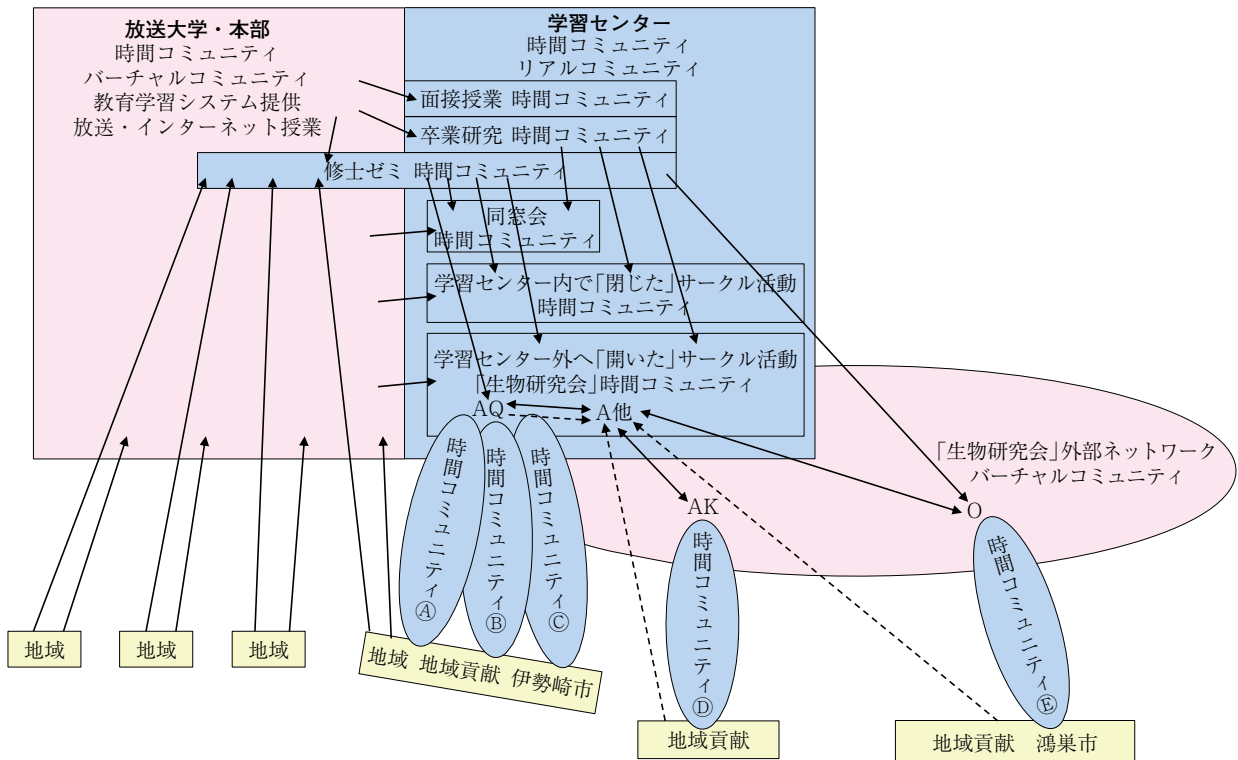 放送大学・本部
時間コミュニティ
バーチャルコミュニティ
教育学習システム提供
放送・インターネット授業
学習センター
時間コミュニティ
リアルコミュニティ
面接授業 時間コミュニティ
卒業研究 時間コミュニティ
修士ゼミ 時間コミュニティ
同窓会
時間コミュニティ
学習センター内で「閉じた」サークル活動
時間コミュニティ
学習センター外へ「開いた」サークル活動
「生物研究会」時間コミュニティ
AQ
A他
「生物研究会」外部ネットワーク
バーチャルコミュニティ
AK
O
時間コミュニティⒶ
時間コミュニティⒷ
時間コミュニティⒸ
時間コミュニティⒹ
時間コミュニティⒺ
地域
地域
地域
地域 地域貢献 伊勢崎市
地域貢献
地域貢献 鴻巣市